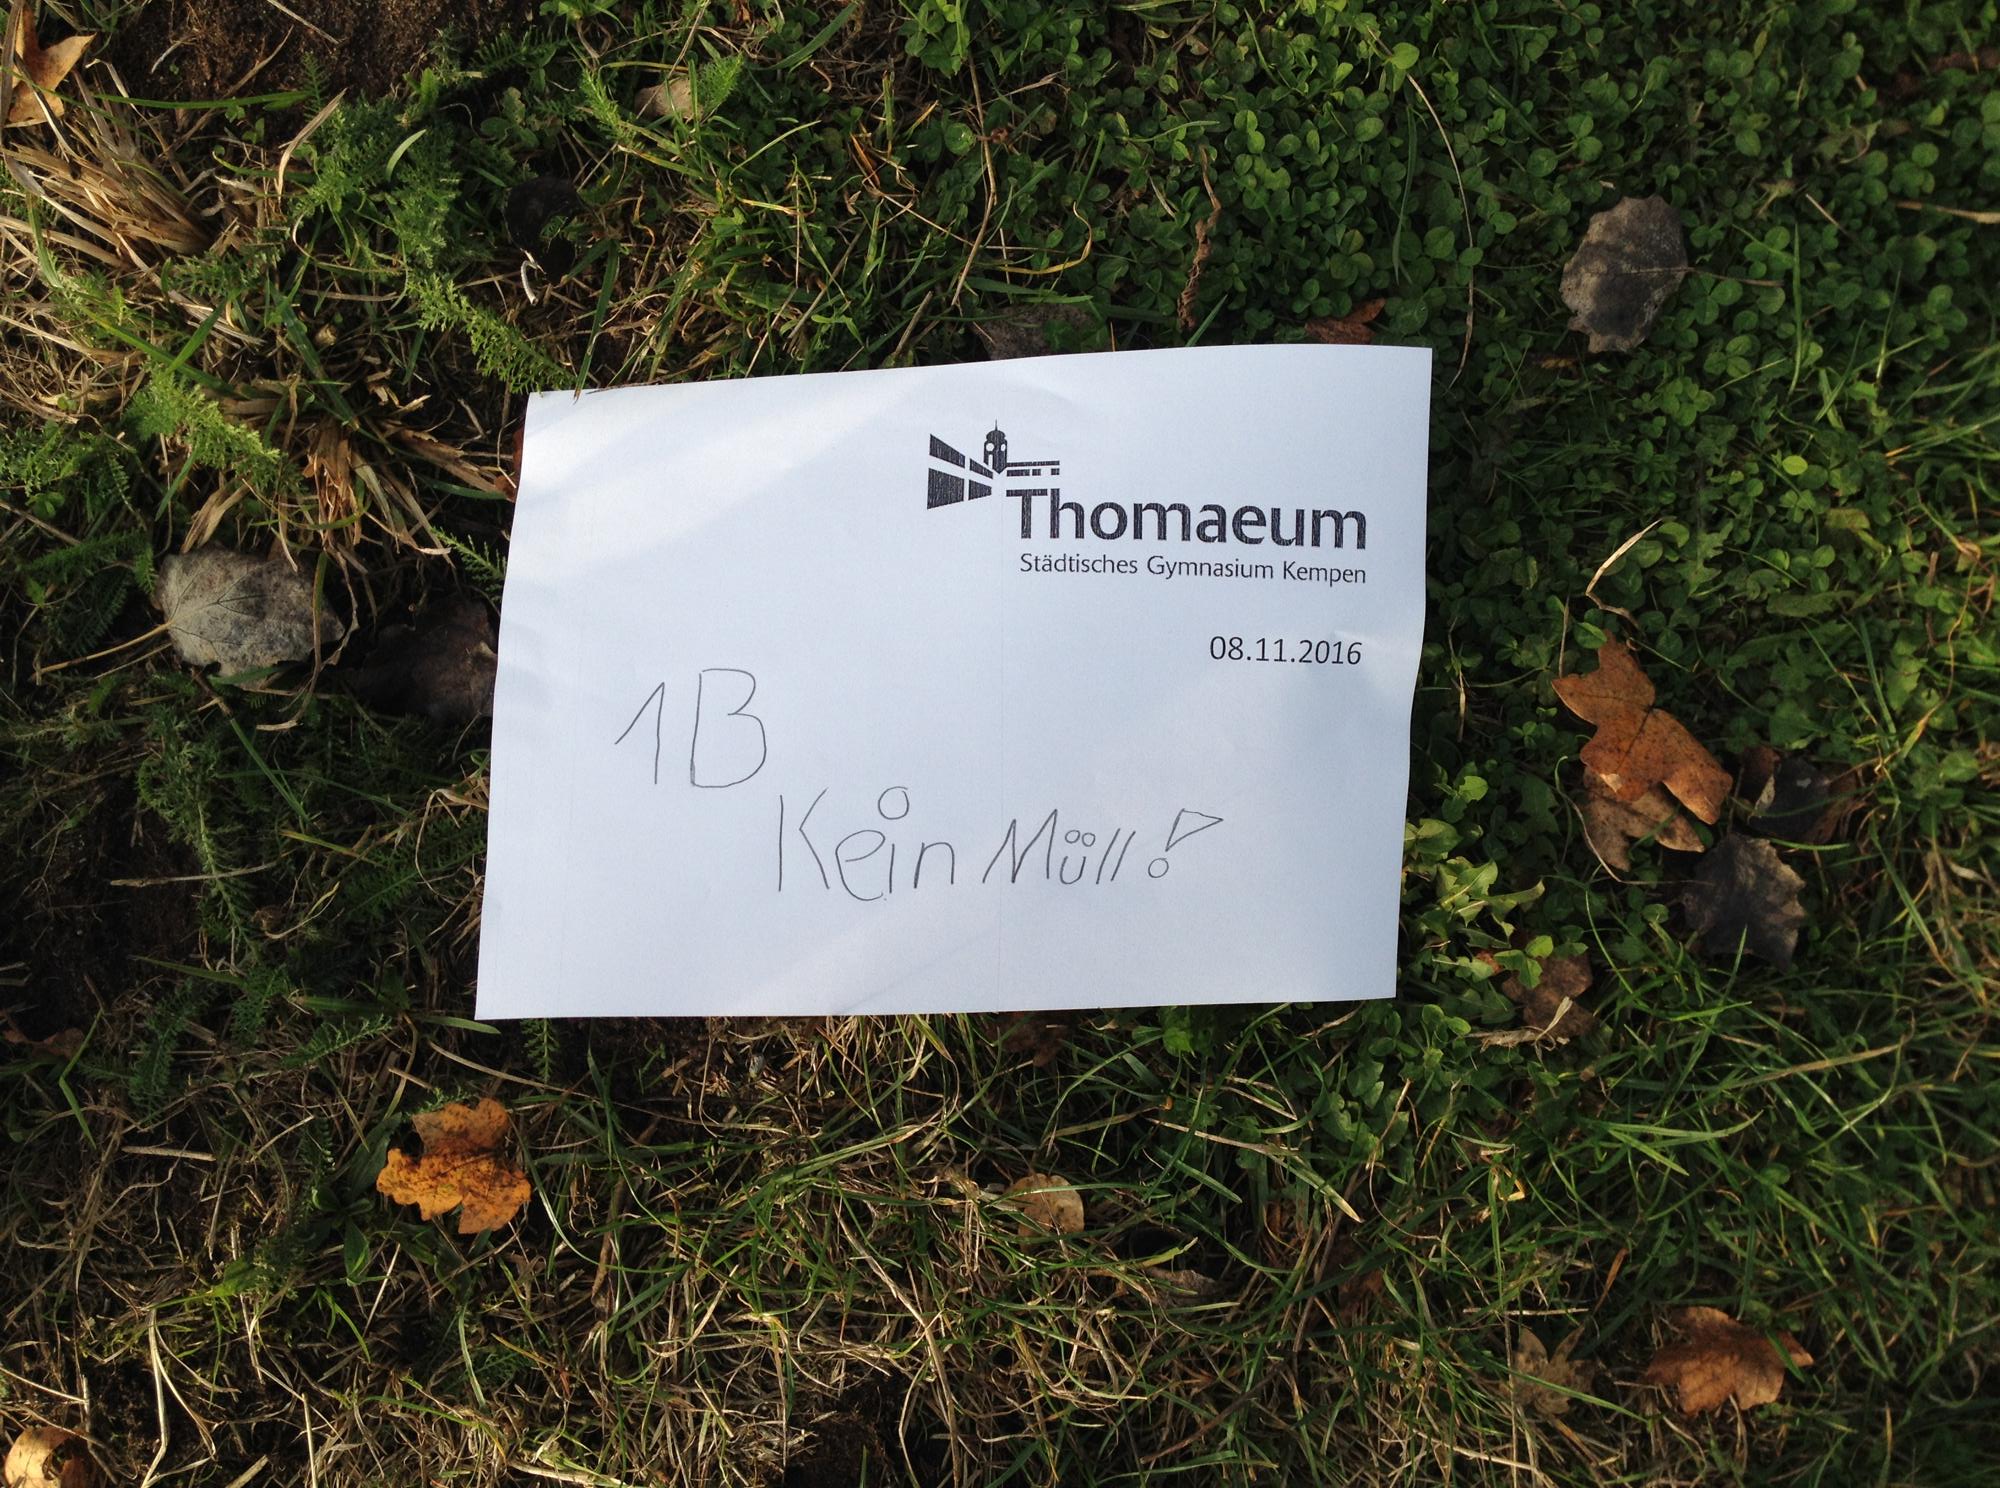 Thomaeum
Städtisches Gymnasium Kempen
08.11.2016
1B
Kein Müll!